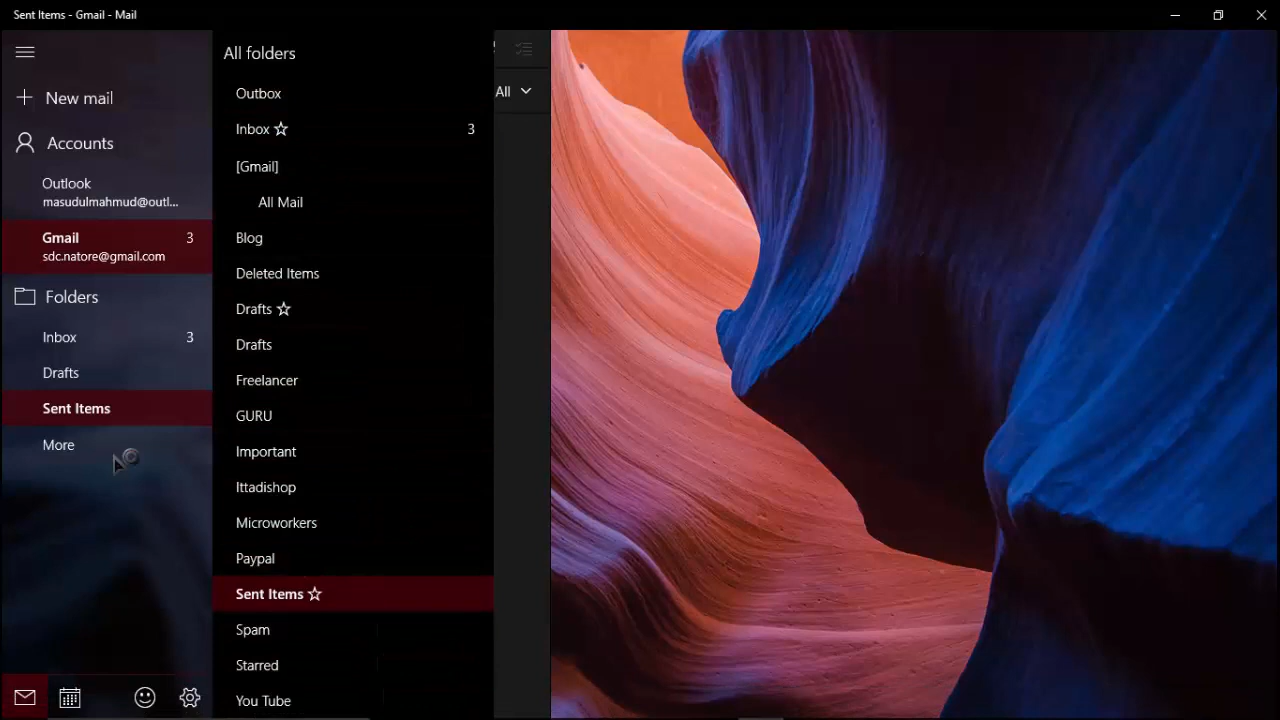 Sent Items - Gmail - Mail
New mail
Accounts
Outlook
masudulmahmud@outl...
Gmail 3
sdc.natore@gmail.com
Folders
Inbox 3
Drafts
Sent Items
More
All folders
Outbox
Inbox 3
[Gmail]
All Mail
Blog
Deleted Items
Drafts
Drafts
Freelancer
GURU
Important
Ittadishop
Microworkers
Paypal
Sent Items
Spam
Starred
You Tube
All